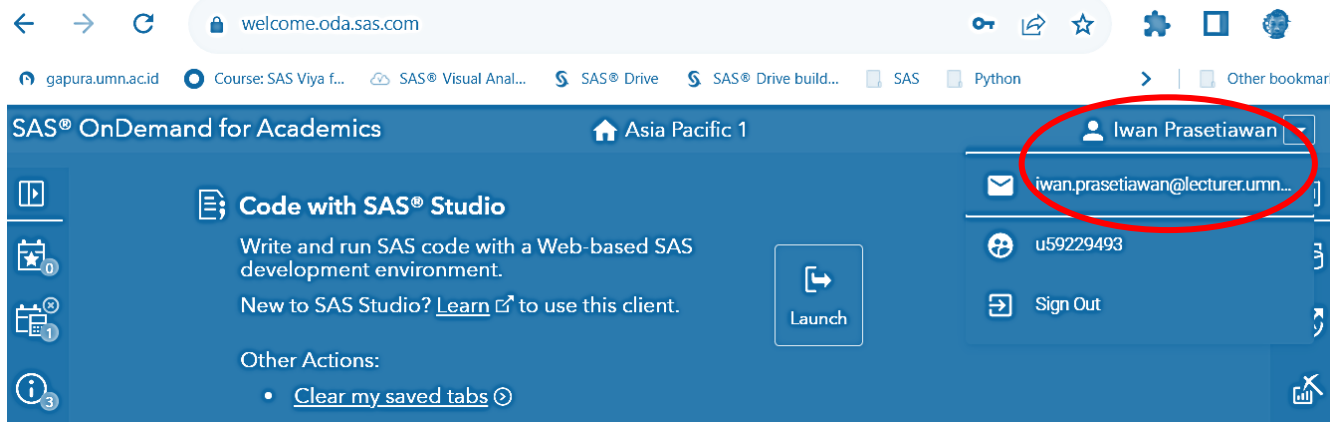 welcome.oda.sas.com
gapura.umn.ac.id Course: SAS Viya f... SAS® Visual Anal... SAS® Drive SAS® Drive build... SAS Python Other bookmar
SAS® OnDemand for Academics Asia Pacific 1 Iwan Prasetiawan
iwan.prasetiawan@lecturer.umn...
Code with SAS® Studio
Write and run SAS code with a Web-based SAS
development environment.
u59229493
0
New to SAS Studio? Learn to use this client.
Launch
Sign Out
1
Other Actions:
Clear my saved tabs
3